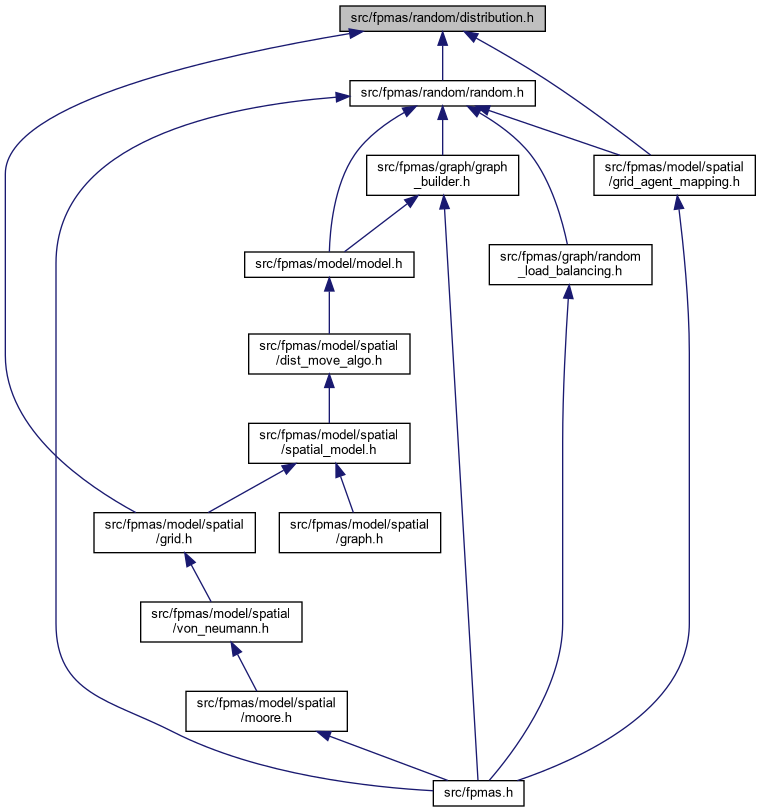 src/fpmas/random/distribution.h
src/fpmas/random/random.h
src/fpmas/graph/graph
_builder.h
src/fpmas/model/spatial
/grid_agent_mapping.h
src/fpmas/model/model.h
src/fpmas/graph/random
_load_balancing.h
src/fpmas/model/spatial
/dist_move_algo.h
src/fpmas/model/spatial
/spatial_model.h
src/fpmas/model/spatial
/grid.h
src/fpmas/model/spatial
/graph.h
src/fpmas/model/spatial
/von_neumann.h
src/fpmas/model/spatial
/moore.h
src/fpmas.h